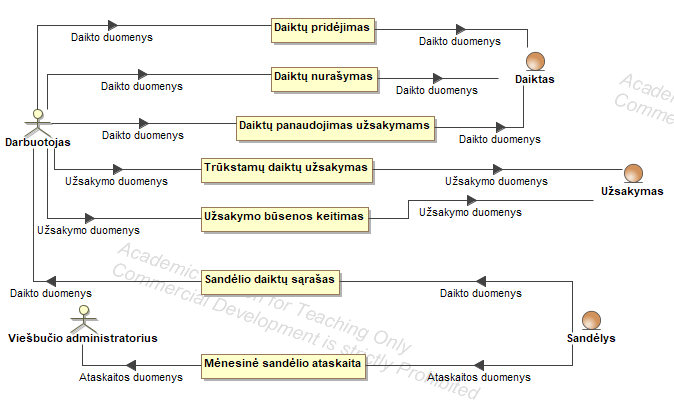 Daiktų pridėjimas
Daikto duomenys
Daikto duomenys
Daiktų nurašymas
Daiktas
Daikto duomenys
Daikto duomenys
Daiktų panaudojimas užsakymams
Daikto duomenys
Daikto duomenys
Darbuotojas
Trūkstamų daiktų užsakymas
Užsakymo duomenys
Užsakymo duomenys
Užsakymas
Užsakymo būsenos keitimas
Užsakymo duomenys
Užsakymo duomenys
Sandėlio daiktų sąrašas
Daikto duomenys
Daikto duomenys
Viešbučio administratorius
Sandėlys
Mėnesinė sandėlio ataskaita
Ataskaitos duomenys
Ataskaitos duomenys
Academic
for Teaching Only
Commercial Development is strictly Prohibited